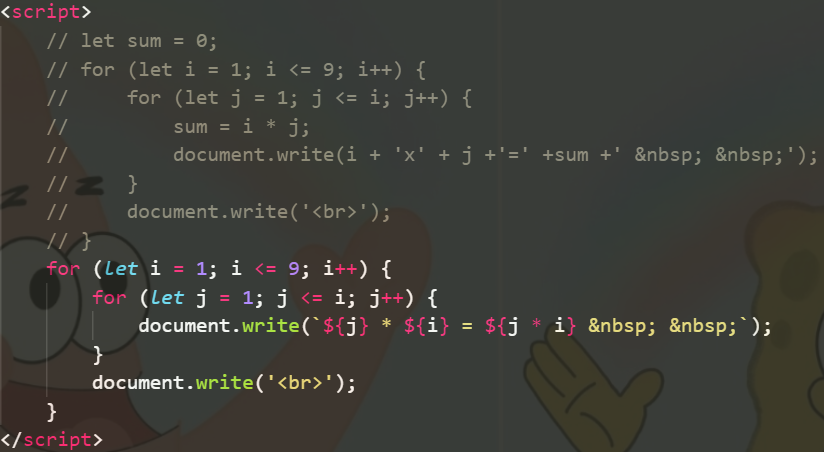 <script>
// let sum = 0;
// for (let i = 1; i <= 9; i++) {
//     for (let j = 1; j <= i; j++) {
//         sum = i * j;
//         document.write(i + 'x' + j +'=' +sum +' &nbsp; &nbsp;');
//     }
//     document.write('<br>');
// }
for (let i = 1; i <= 9; i++) {
    for (let j = 1; j <= i; j++) {
        document.write(`${j} * ${i} = ${j * i} &nbsp; &nbsp;`);
    }
    document.write('<br>');
}
</script>